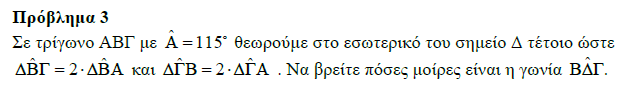 Πρόβλημα 3
Σε τρίγωνο ΑΒΓ με Â = 115° θεωρούμε στο εσωτερικό του σημείο Δ τέτοιο ώστε
ΔB̂Γ = 2·ΔB̂Α και ΔΓ̂Β = 2·ΔΓ̂Α . Να βρείτε πόσες μοίρες είναι η γωνία ΒΔ̂Γ.